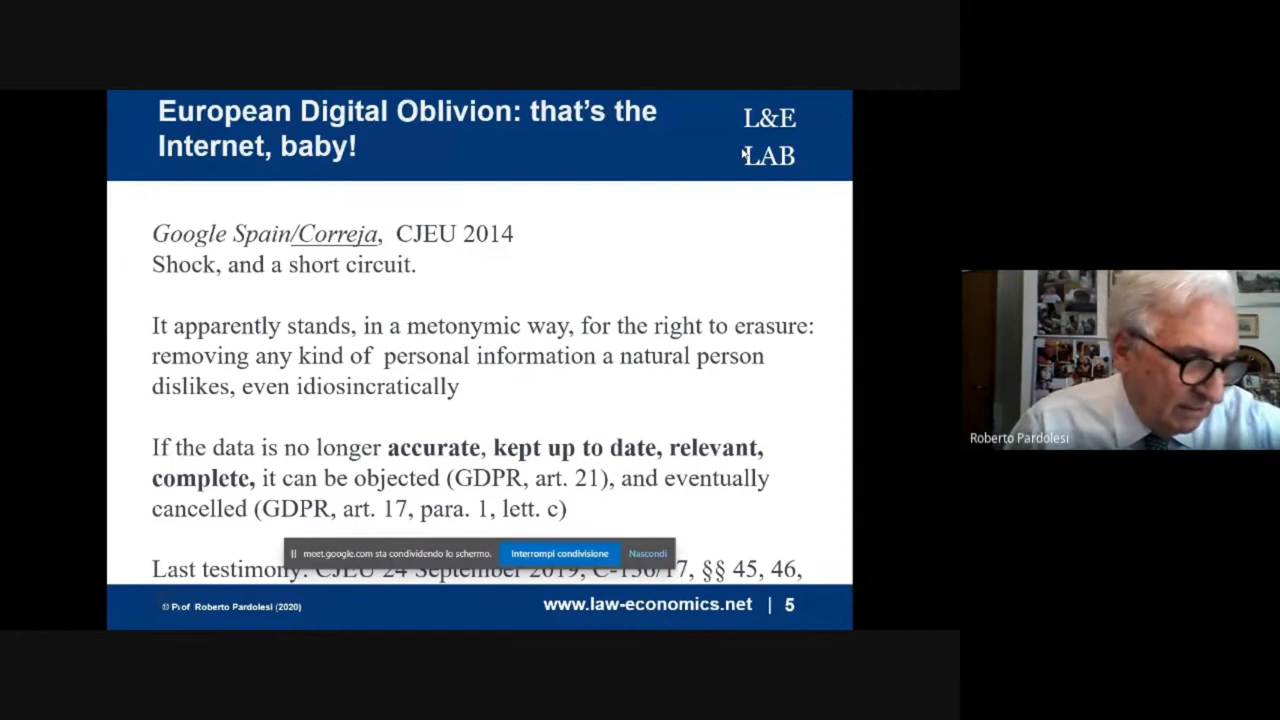 European Digital Oblivion: that's the
Internet, baby!
L&E
LAB
Google Spain/Correja, CJEU 2014
Shock, and a short circuit.
It apparently stands, in a metonymic way, for the right to erasure:
removing any kind of personal information a natural person
dislikes, even idiosincratically
If the data is no longer accurate, kept up to date, relevant,
complete, it can be objected (GDPR, art. 21), and eventually
cancelled (GDPR, art. 17, para. 1, lett. c)
meet.google.com sta condividendo lo schermo.
Interrompi condivisione
Nascondi
Last testimony: CJEU 24 September 2019, C-136/17, §§ 45, 46,
© Prof Roberto Pardolesi (2020)
www.law-economics.net | 5
Roberto Pardolesi